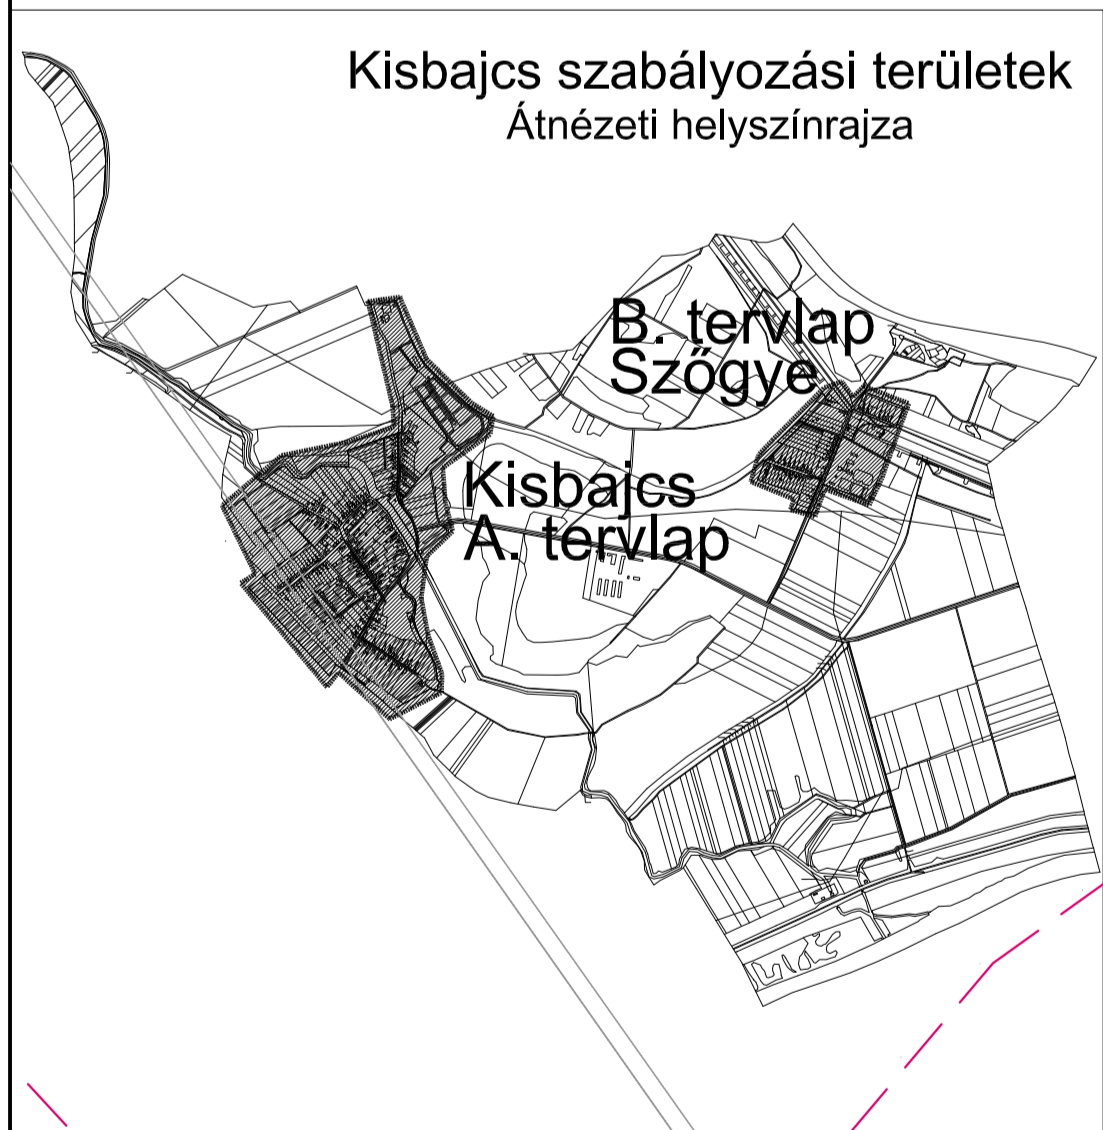 Kisbajcs szabályozási területek
Átnézeti helyszínrajza
B. tervlap
Szőgye
Kisbajcs
A. tervlap